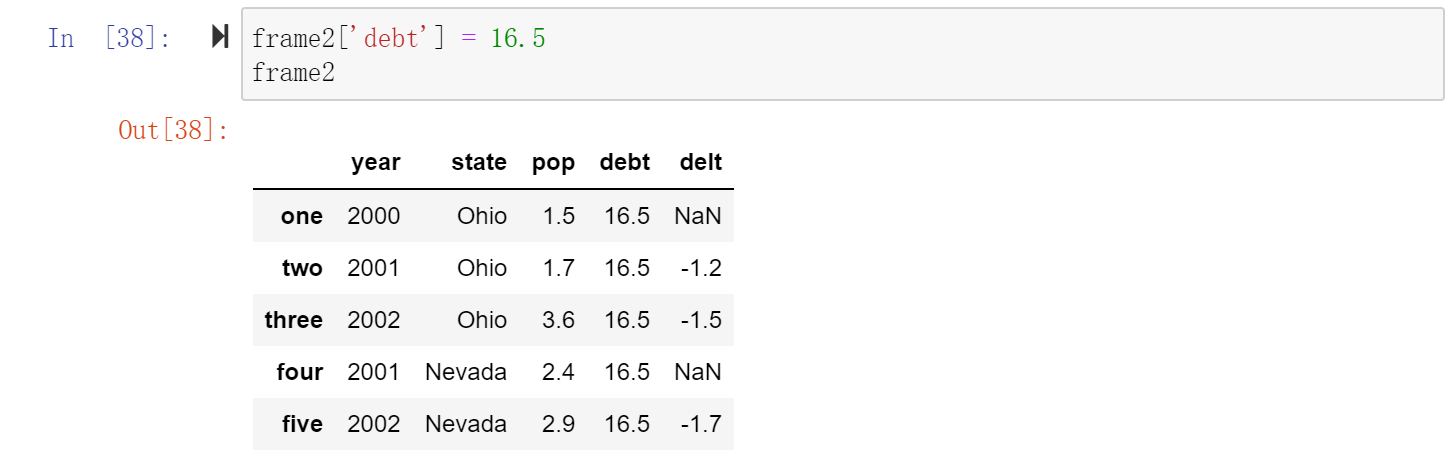 In [38]: frame2['debt'] = 16.5
frame2
Out[38]:
year state pop debt delt
one 2000 Ohio 1.5 16.5 NaN
two 2001 Ohio 1.7 16.5 -1.2
three 2002 Ohio 3.6 16.5 -1.5
four 2001 Nevada 2.4 16.5 NaN
five 2002 Nevada 2.9 16.5 -1.7